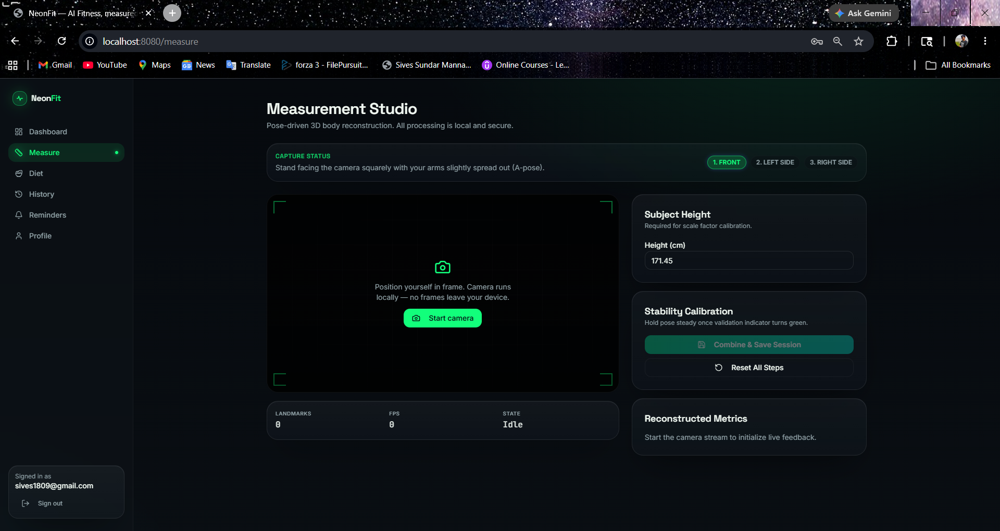 NeonFit — AI Fitness, measure
Ask Gemini
localhost:8080/measure
Gmail
YouTube
Maps
News
Translate
forza 3 - FilePursuit...
Sives Sundar Manna...
Online Courses - Le...
All Bookmarks
NeonFit
Dashboard
Measure
Diet
History
Reminders
Profile
Signed in as
sives1809@gmail.com
Sign out
Measurement Studio
Pose-driven 3D body reconstruction. All processing is local and secure.
CAPTURE STATUS
Stand facing the camera squarely with your arms slightly spread out (A-pose).
1. FRONT
2. LEFT SIDE
3. RIGHT SIDE
Position yourself in frame. Camera runs
locally — no frames leave your device.
Start camera
LANDMARKS
0
FPS
0
STATE
Idle
Subject Height
Required for scale factor calibration.
Height (cm)
171.45
Stability Calibration
Hold pose steady once validation indicator turns green.
Combine & Save Session
Reset All Steps
Reconstructed Metrics
Start the camera stream to initialize live feedback.